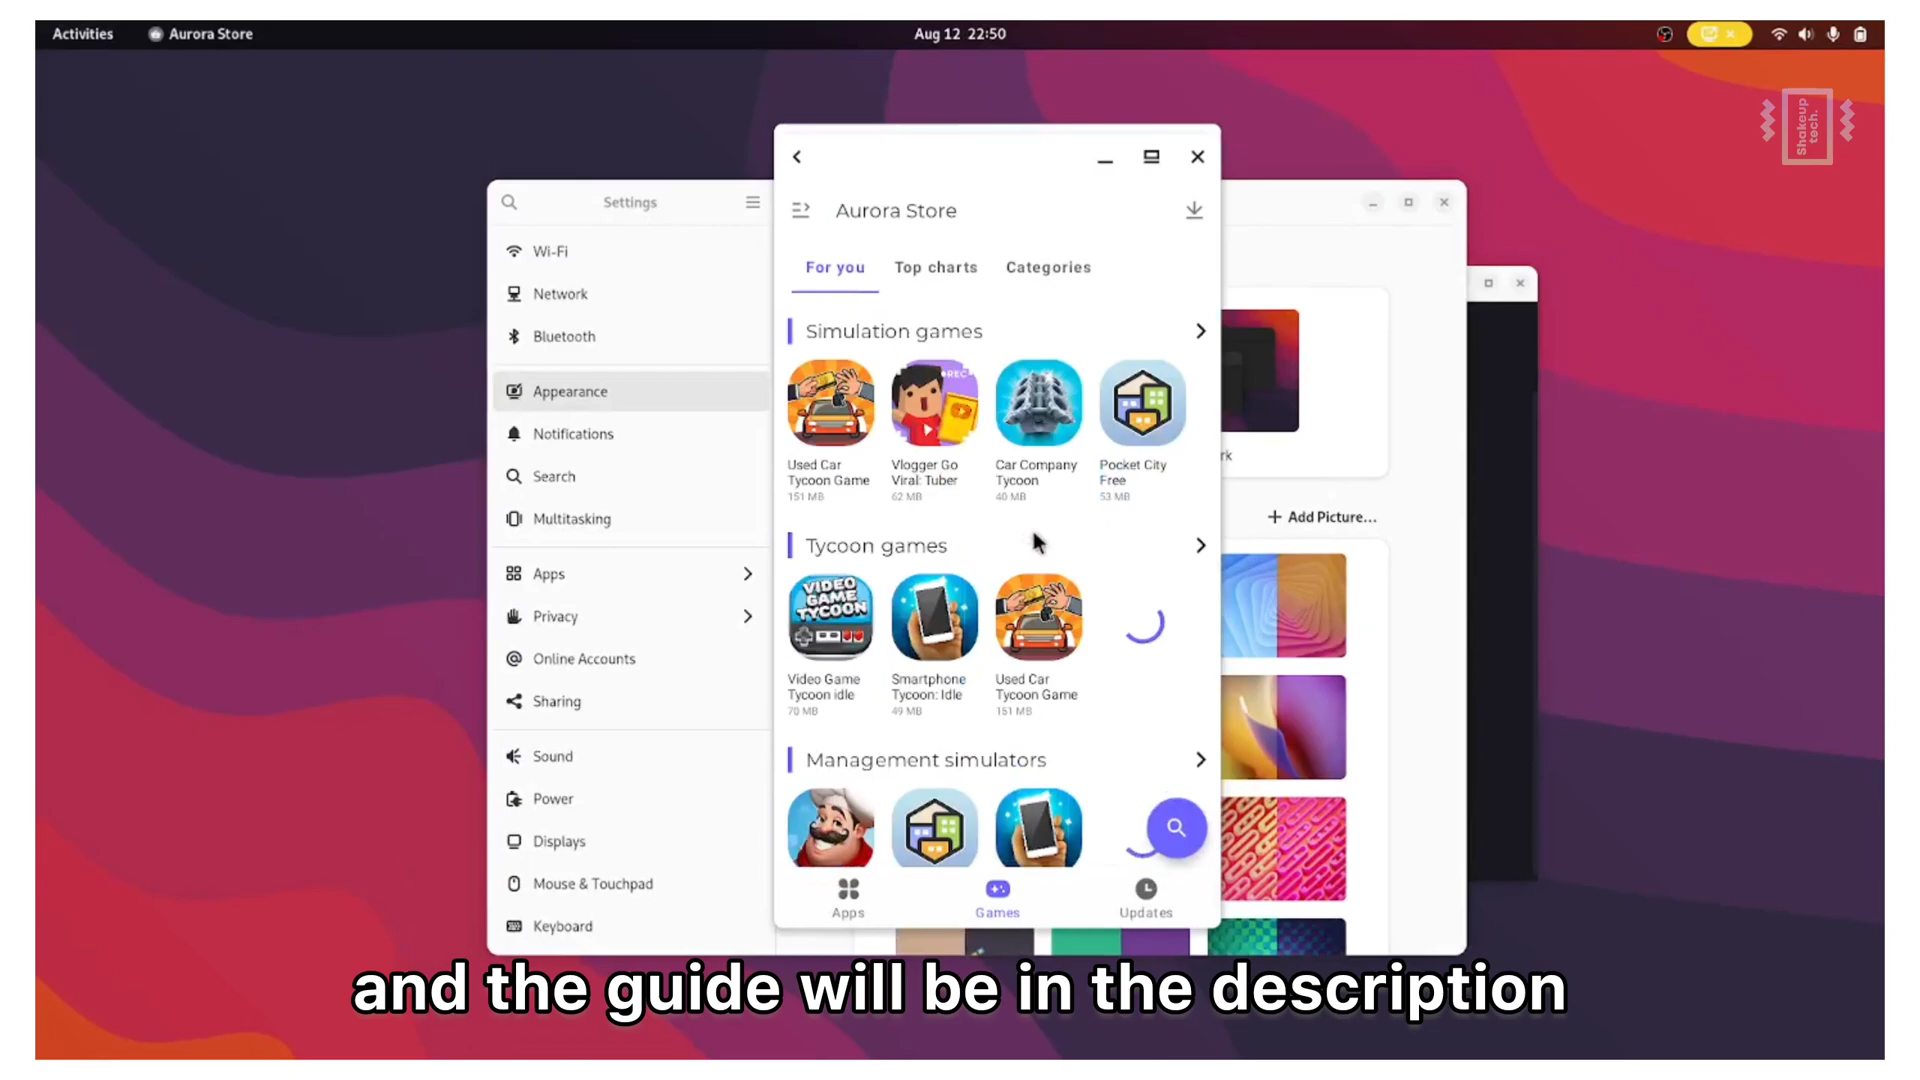 Activities
Aurora Store
Aug 12 22:50
Shakeup
tech.
Settings
Wi-Fi
Network
Bluetooth
Appearance
Notifications
Search
Multitasking
Apps
Privacy
Online Accounts
Sharing
Sound
Power
Displays
Mouse & Touchpad
Keyboard
Aurora Store
For you Top charts Categories
Simulation games
REC
Used Car
Tycoon Game
151 MB
Vlogger Go
Viral: Tuber
62 MB
Car Company
Tycoon
40 MB
Pocket City
Free
53 MB
Tycoon games
VIDEO
GAME
TYCOON
Video Game
Tycoon idle
70 MB
Smartphone
Tycoon: Idle
49 MB
Used Car
Tycoon Game
151 MB
Management simulators
Apps Games Updates
rk
Add Picture...
and the guide will be in the description